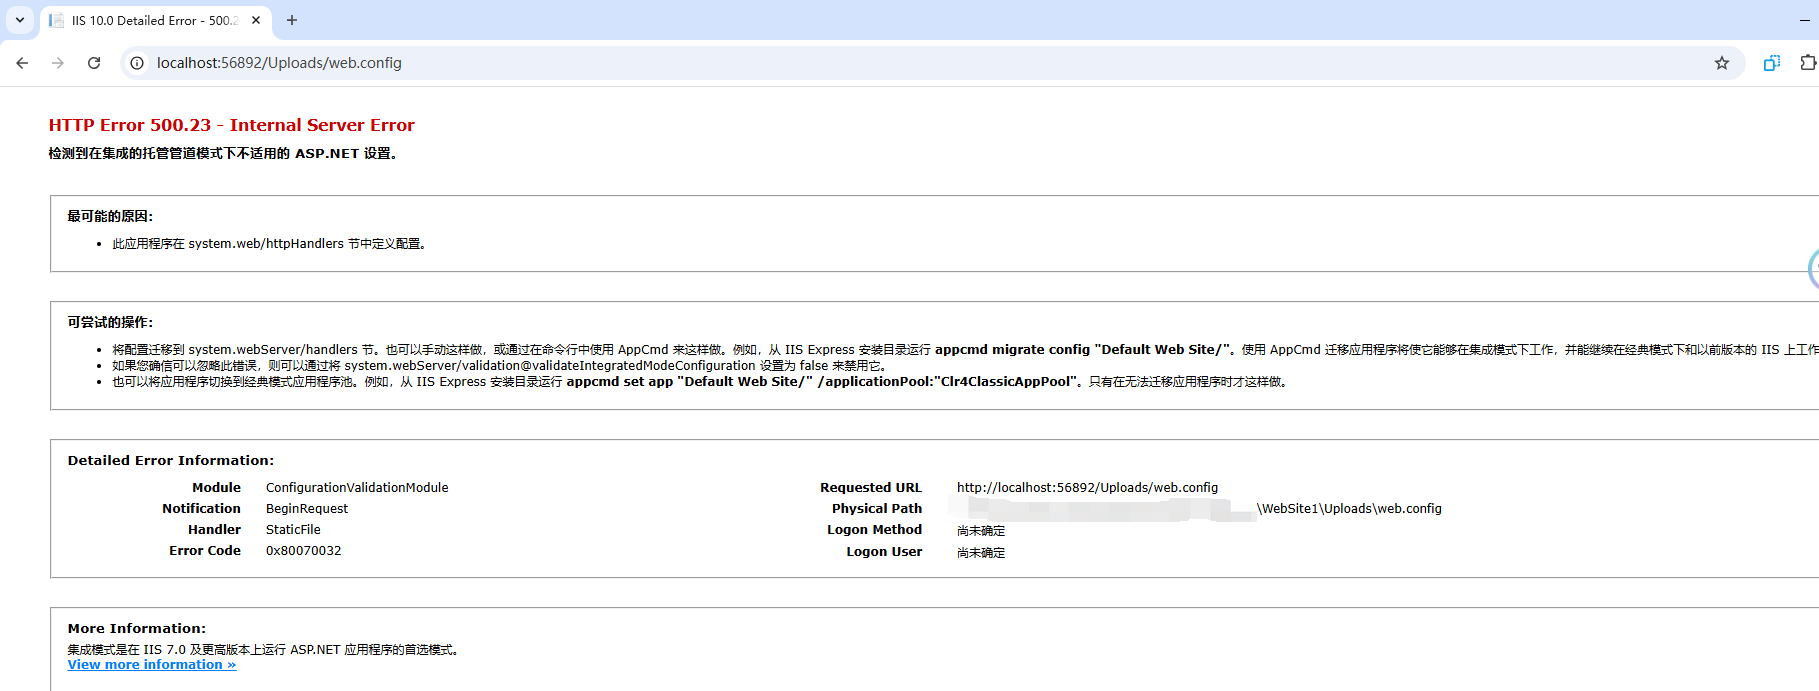 IIS 10.0 Detailed Error - 500.2
localhost:56892/Uploads/web.config
HTTP Error 500.23 - Internal Server Error
检测到在集成的托管管道模式下不适用的 ASP.NET 设置。
最可能的原因:
• 此应用程序在 system.web/httpHandlers 节中定义配置。
可尝试的操作:
• 将配置迁移到 system.webServer/handlers 节。也可以手动这样做，或通过在命令行中使用 AppCmd 来这样做。例如，从 IIS Express 安装目录运行 appcmd migrate config "Default Web Site/"。使用 AppCmd 迁移应用程序将使它能够在集成模式下工作，并能继续在经典模式下和以前版本的 IIS 上工作
• 如果您确信可以忽略此错误，则可以通过将 system.webServer/validation@validateIntegratedModeConfiguration 设置为 false 来禁用它。
• 也可以将应用程序切换到经典模式应用程序池。例如，从 IIS Express 安装目录运行 appcmd set app "Default Web Site/" /applicationPool:"Clr4ClassicAppPool"。只有在无法迁移应用程序时才这样做。
Detailed Error Information:
Module ConfigurationValidationModule
Notification BeginRequest
Handler StaticFile
Error Code 0x80070032
Requested URL http://localhost:56892/Uploads/web.config
Physical Path \WebSite1\Uploads\web.config
Logon Method 尚未确定
Logon User 尚未确定
More Information:
集成模式是在 IIS 7.0 及更高版本上运行 ASP.NET 应用程序的首选模式。
View more information »